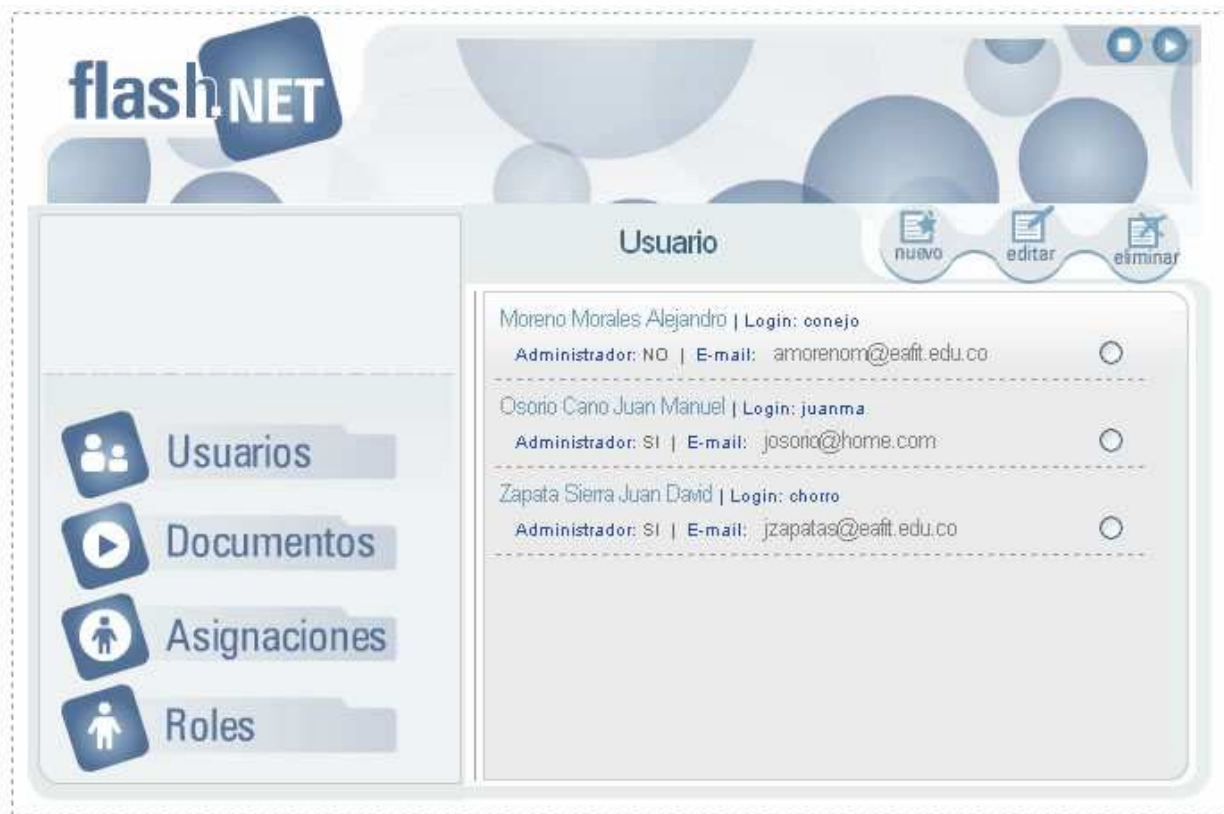 flash.NET
Usuario
nuevo
editar
eliminar
Moreno Morales Alejandro | Login: conejo
Administrador: NO | E-mail: amorenom@eafit.edu.co
Osorio Cano Juan Manuel | Login: juanma
Administrador: SI | E-mail: josorio@home.com
Zapata Sierra Juan David | Login: chorro
Administrador: SI | E-mail: jzapatas@eafit.edu.co
Usuarios
Documentos
Asignaciones
Roles